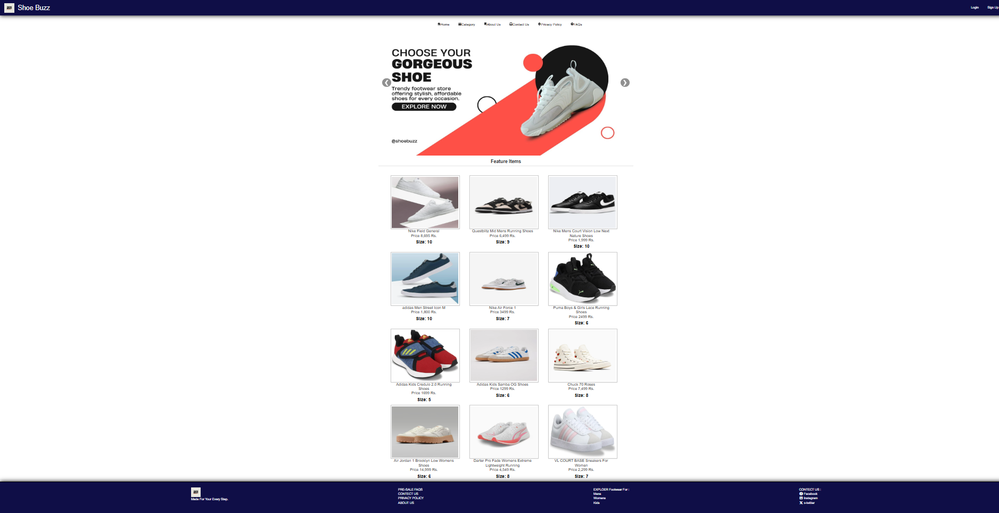 Shoe Buzz
Login
Sign Up
Home
Category
About Us
Contact Us
Privacy Policy
FAQs
CHOOSE YOUR
GORGEOUS
SHOE
Trendy footwear store
offering stylish, affordable
shoes for every occasion.
EXPLORE NOW
@shoebuzz
Feature Items
Nike Field General
Price 8,695 Rs.
Size: 10
Questblitz Mid Mens Running Shoes
Price 6,499 Rs.
Size: 9
Nike Mens Court Vision Low Next
Nature Shoes
Price 1,999 Rs.
Size: 10
adidas Men Street Icon M
Price 1,800 Rs.
Size: 10
Nike Air Force 1
Price 3499 Rs.
Size: 7
Puma Boys & Girls Lace Running
Shoes
Price 2499 Rs.
Size: 6
Adidas Kids Credulo 2.0 Running
Shoes
Price 1699 Rs.
Size: 5
Adidas Kids Samba OG Shoes
Price 1299 Rs.
Size: 6
Chuck 70 Roses
Price 7,499 Rs.
Size: 8
Air Jordan 1 Brooklyn Low Womens
Shoes
Price 14,999 Rs.
Size: 6
Darter Pro Fade Womens Extreme
Lightweight Running
Price 4,549 Rs.
Size: 8
VL COURT BASE Sneakers For
Women
Price 2,299 Rs.
Size: 7
Made For Your Every Step.
PRE-SALE FAQS
CONTECT US
PRIVACY POLICY
ABOUT US
EXPLOER Footwear For :
Mens
Womens
Kids
CONTACT US :
Facebook
Instagram
x-twitter